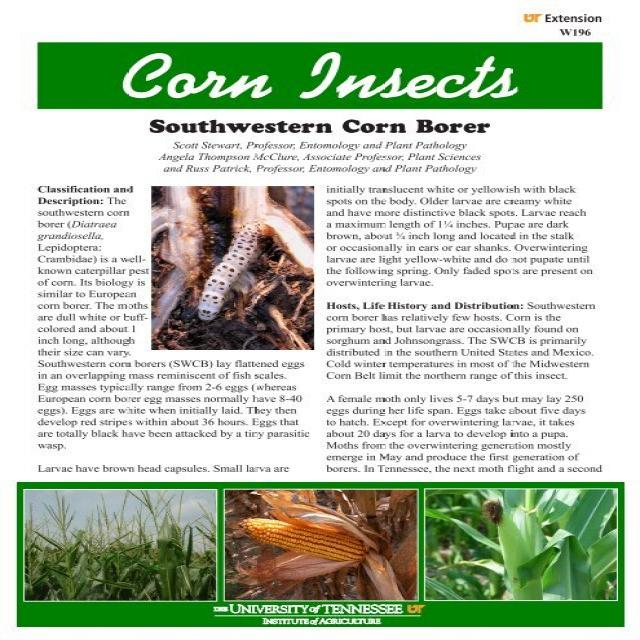 UT Extension
W196
Corn Insects
Southwestern Corn Borer
Scott Stewart, Professor, Entomology and Plant Pathology
Angela Thompson McClure, Associate Professor, Plant Sciences
and Russ Patrick, Professor, Entomology and Plant Pathology
Classification and
Description: The
southwestern corn
borer (Diatraea
grandiosella,
Lepidoptera:
Crambidae) is a well-
known caterpillar pest
of corn. Its biology is
similar to European
corn borer. The moths
are dull white or buff-
colored and about 1
inch long, although
their size can vary.
Southwestern corn borers (SWCB) lay flattened eggs
in an overlapping mass reminiscent of fish scales.
Egg masses typically range from 2-6 eggs (whereas
European corn borer egg masses normally have 8-40
eggs). Eggs are white when initially laid. They then
develop red stripes within about 36 hours. Eggs that
are totally black have been attacked by a tiny parasitic
wasp.
Larvae have brown head capsules. Small larva are
initially translucent white or yellowish with black
spots on the body. Older larvae are creamy white
and have more distinctive black spots. Larvae reach
a maximum length of 1¼ inches. Pupae are dark
brown, about ¾ inch long and located in the stalk
or occasionally in ears or ear shanks. Overwintering
larvae are light yellow-white and do not pupate until
the following spring. Only faded spots are present on
overwintering larvae.
Hosts, Life History and Distribution: Southwestern
corn borer has relatively few hosts. Corn is the
primary host, but larvae are occasionally found on
sorghum and Johnsongrass. The SWCB is primarily
distributed in the southern United States and Mexico.
Cold winter temperatures in most of the Midwestern
Corn Belt limit the northern range of this insect.
A female moth only lives 5-7 days but may lay 250
eggs during her life span. Eggs take about five days
to hatch. Except for overwintering larvae, it takes
about 20 days for a larva to develop into a pupa.
Moths from the overwintering generation mostly
emerge in May and produce the first generation of
borers. In Tennessee, the next moth flight and a second
THE UNIVERSITY of TENNESSEE UT
INSTITUTE of AGRICULTURE